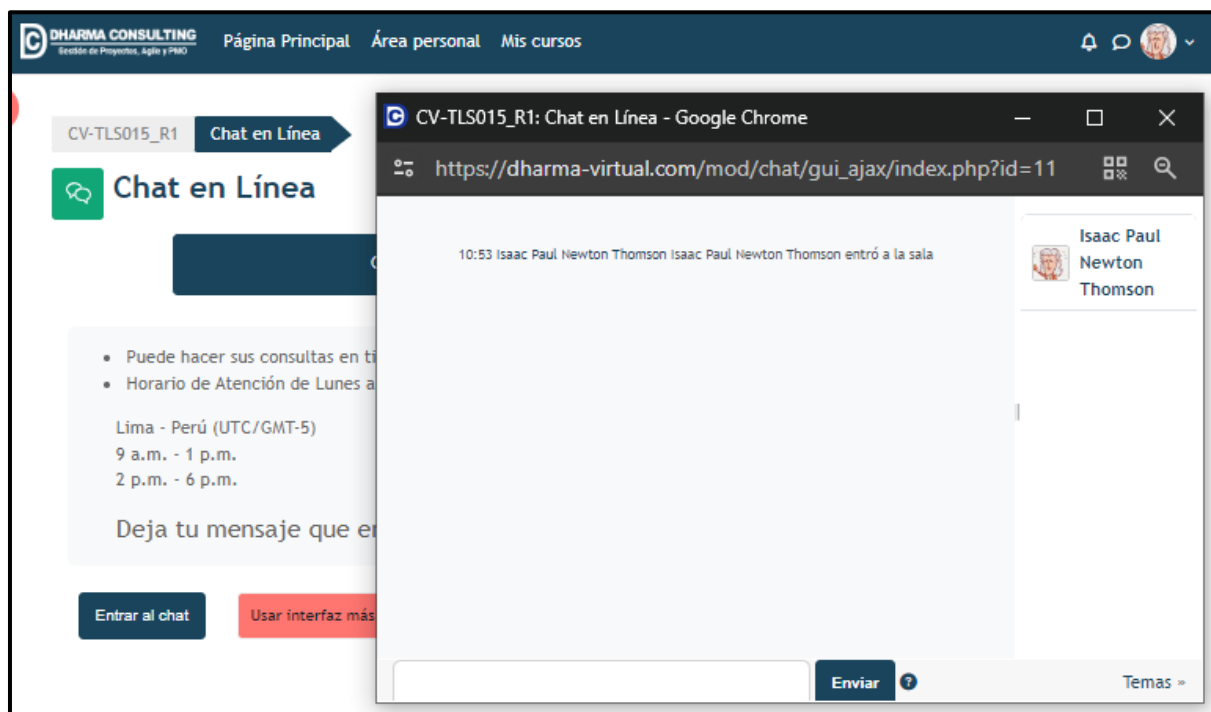 DHARMA CONSULTING
Gestión de Proyectos, Agile y PMO
Página Principal Área personal Mis cursos
CV-TLS015_R1 Chat en Línea
Chat en Línea
Puede hacer sus consultas en ti
Horario de Atención de Lunes a
Lima - Perú (UTC/GMT-5)
9 a.m. - 1 p.m.
2 p.m. - 6 p.m.
Deja tu mensaje que
Entrar al chat
Usar interfaz más
CV-TLS015_R1: Chat en Línea - Google Chrome
https://dharma-virtual.com/mod/chat/gui_ajax/index.php?id=11
10:53 Isaac Paul Newton Thomson Isaac Paul Newton Thomson entró a la sala
Isaac Paul
Newton
Thomson
Enviar
Temas »